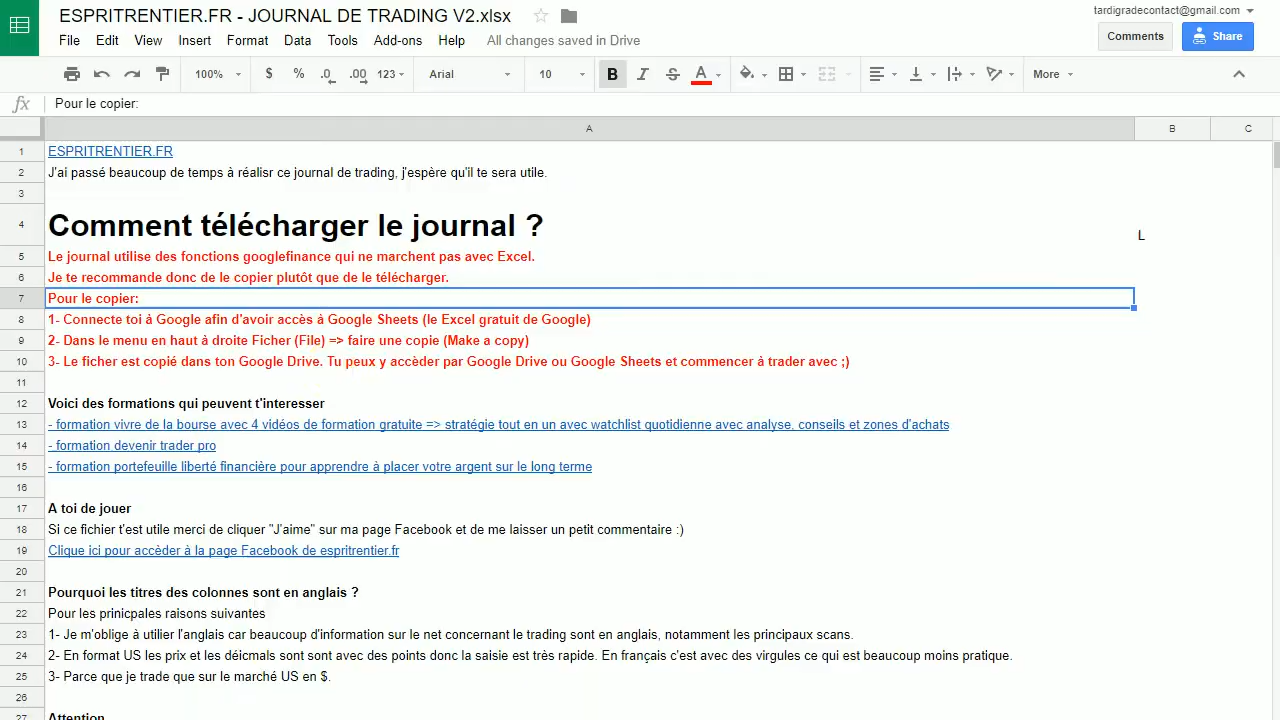 ESPRITRENTIER.FR - JOURNAL DE TRADING V2.xlsx
tardigradecontact@gmail.com
File Edit View Insert Format Data Tools Add-ons Help All changes saved in Drive
Comments Share
100% $ % .0 .00 123 Arial 10 B I S A More
fx Pour le copier:
A B C
1 ESPRITRENTIER.FR
2 J'ai passé beaucoup de temps à réalisr ce journal de trading, j'espère qu'il te sera utile.
3
4 Comment télécharger le journal ? L
5 Le journal utilise des fonctions googlefinance qui ne marchent pas avec Excel.
6 Je te recommande donc de le copier plutôt que de le télécharger.
7 Pour le copier:
8 1- Connecte toi à Google afin d'avoir accès à Google Sheets (le Excel gratuit de Google)
9 2- Dans le menu en haut à droite Ficher (File) => faire une copie (Make a copy)
10 3- Le ficher est copié dans ton Google Drive. Tu peux y accèder par Google Drive ou Google Sheets et commencer à trader avec ;)
11
12 Voici des formations qui peuvent t'interesser
13 - formation vivre de la bourse avec 4 vidéos de formation gratuite => stratégie tout en un avec watchlist quotidienne avec analyse, conseils et zones d'achats
14 - formation devenir trader pro
15 - formation portefeuille liberté financière pour apprendre à placer votre argent sur le long terme
16
17 A toi de jouer
18 Si ce fichier t'est utile merci de cliquer "J'aime" sur ma page Facebook et de me laisser un petit commentaire :)
19 Clique ici pour accèder à la page Facebook de espritrentier.fr
20
21 Pourquoi les titres des colonnes sont en anglais ?
22 Pour les prinicpales raisons suivantes
23 1- Je m'oblige à utilier l'anglais car beaucoup d'information sur le net concernant le trading sont en anglais, notamment les principaux scans.
24 2- En format US les prix et les déicmals sont sont avec des points donc la saisie est très rapide. En français c'est avec des virgules ce qui est beaucoup moins pratique.
25 3- Parce que je trade que sur le marché US en $.
26
27 Attention